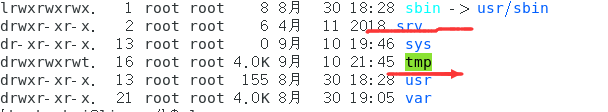 lrwxrwxrwx.   1 root root    8 8月  30 18:28 sbin -> usr/sbin
drwxr-xr-x.   2 root root    6 4月  11 2018 srv
dr-xr-xr-x.  13 root root    0 9月  10 19:46 sys
drwxrwxrwt.  16 root root 4.0K 9月  10 21:45 tmp
drwxr-xr-x.  13 root root  155 8月  30 18:28 usr
drwxr-xr-x.  21 root root 4.0K 8月  30 19:05 var